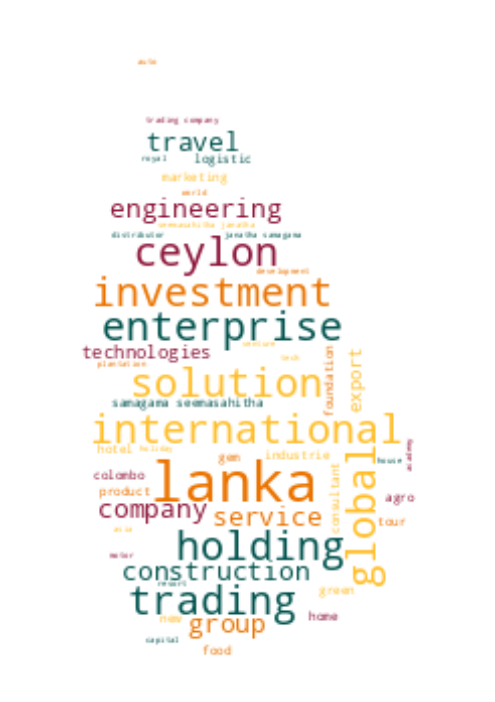 auto
trading company
travel
royal logistic
marketing
world
engineering
seemasahitha janatha
distributor janatha samagama
ceylon
development
investment
enterprise
venture
technologies
tech
plantation
foundation
export
solution
samagama seemasahitha
international
hotel holiday
academy
gem industrie
house
lanka
colombo
consultant
global
product
agro
company
service
tour
asia
holding
motor
construction
resort
green
trading
new
group
home
capital
food